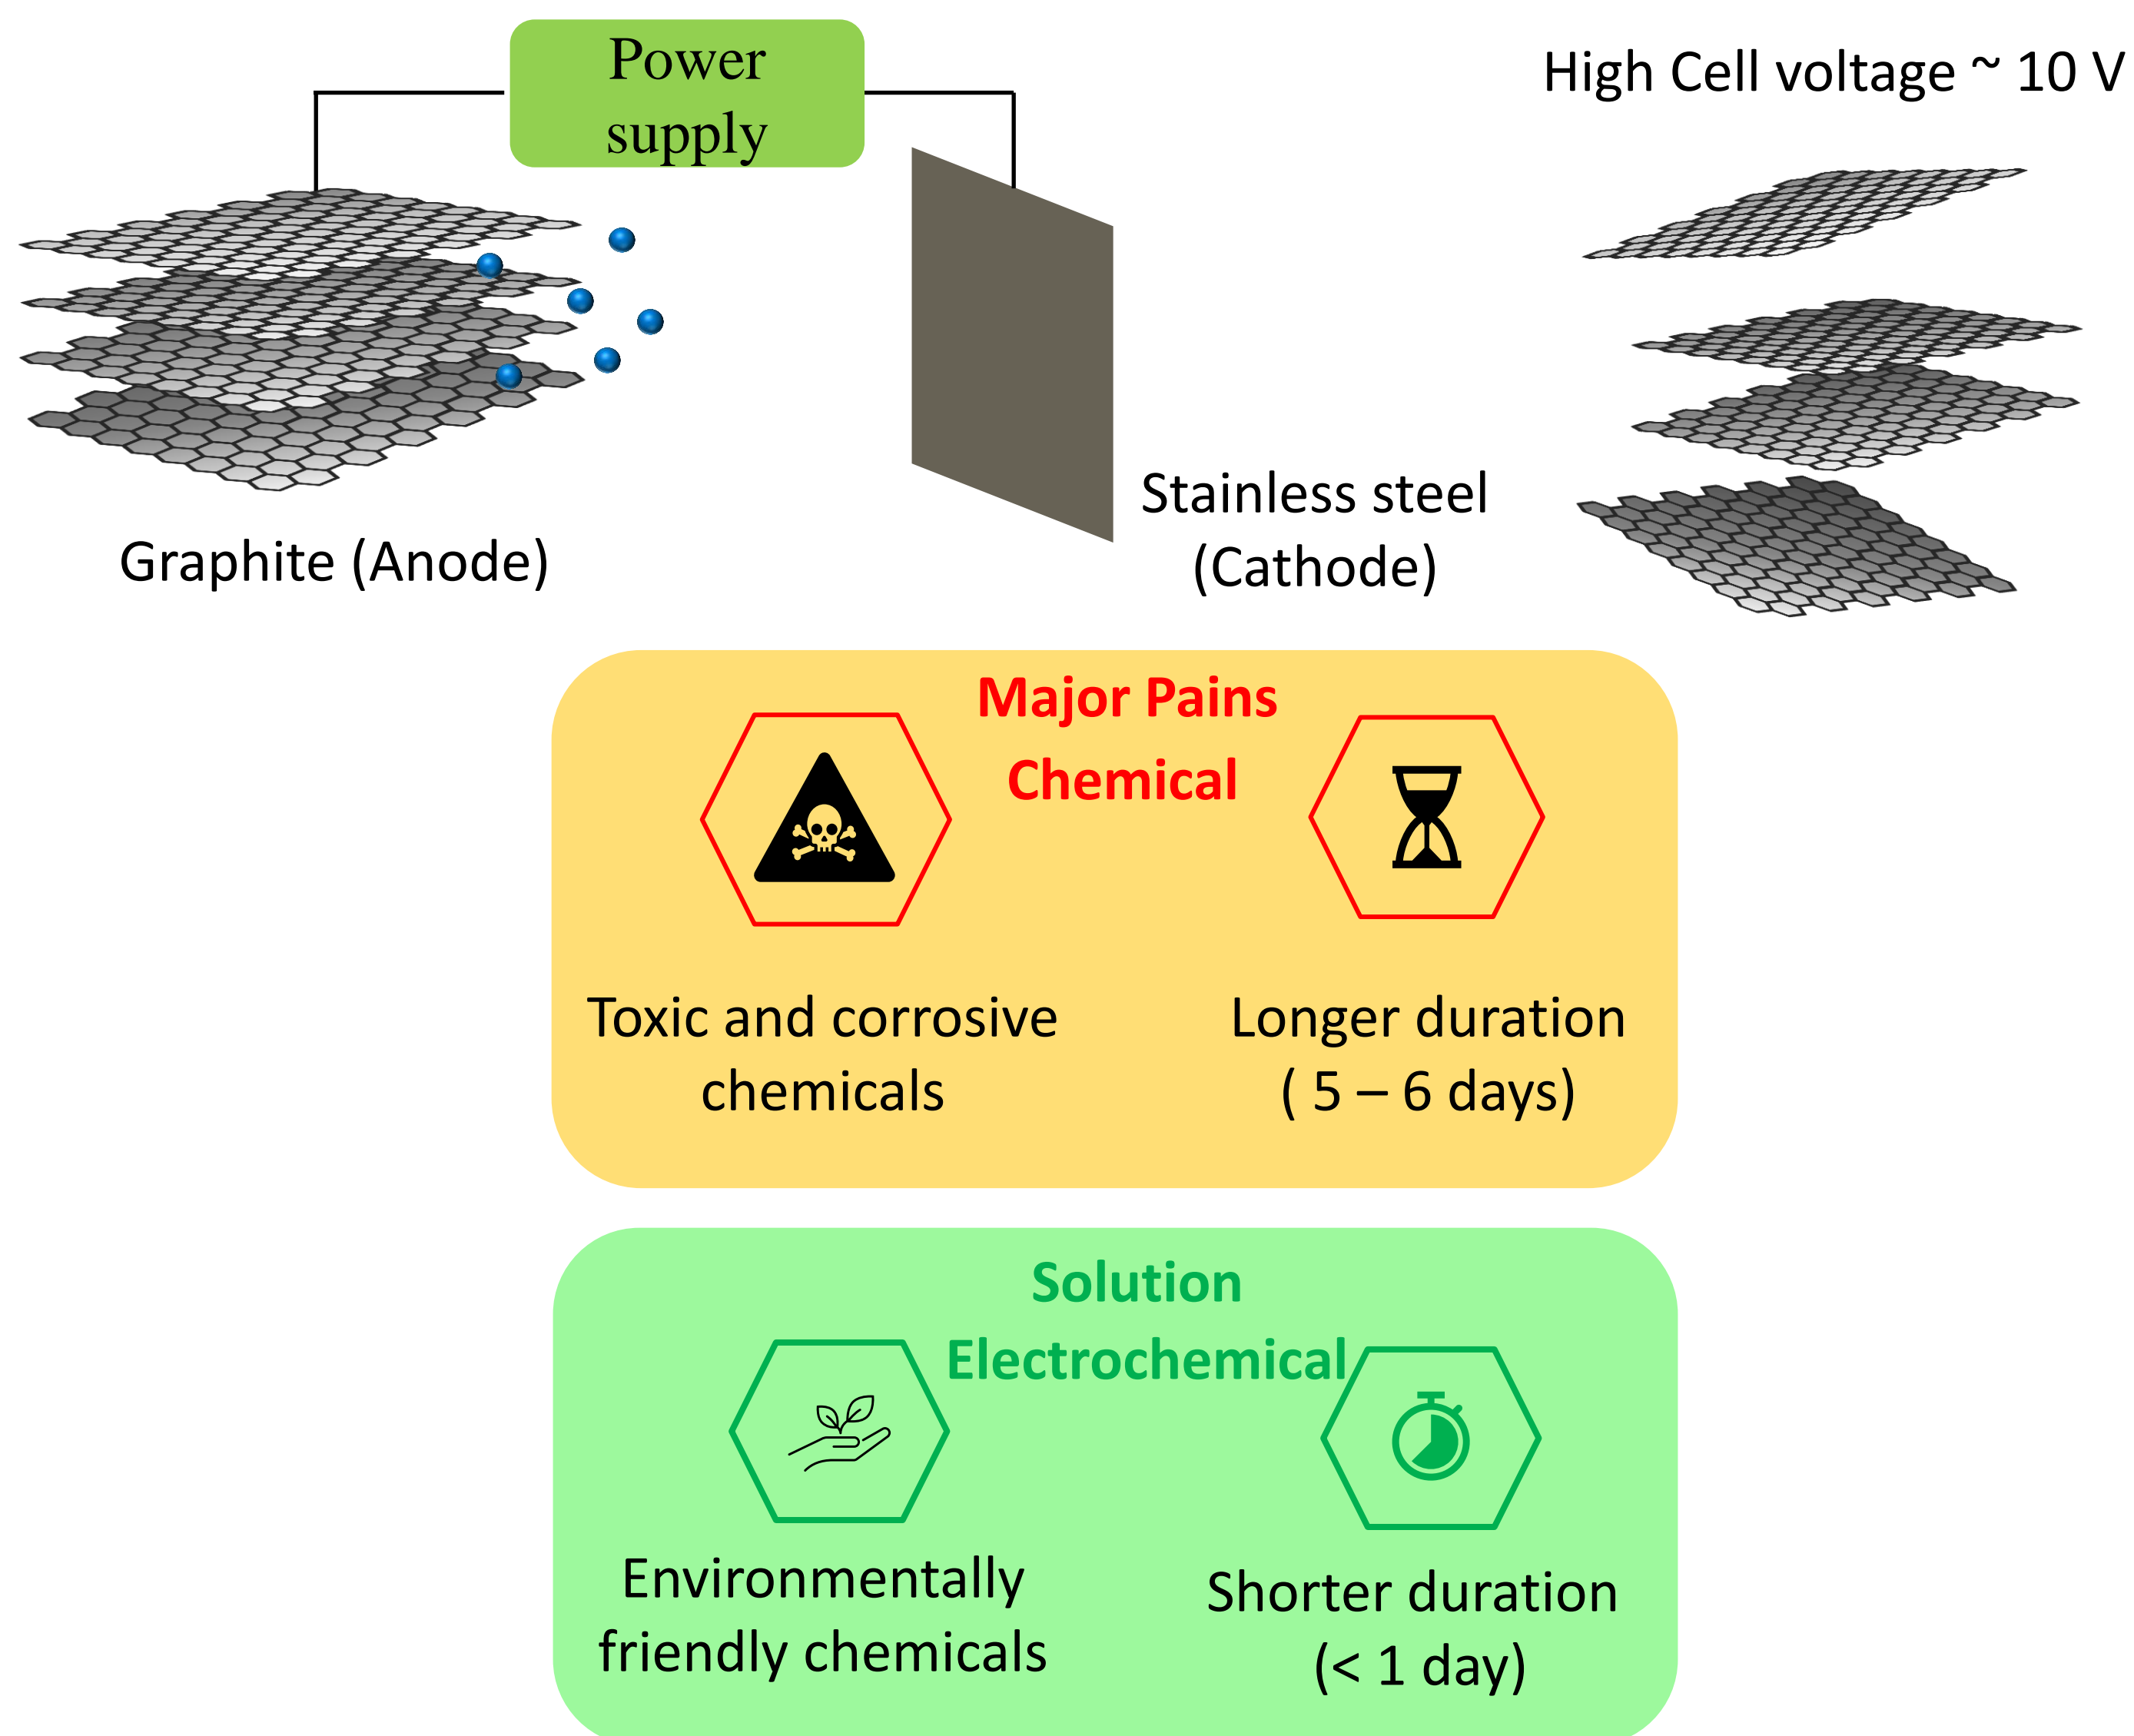 Power
supply
High Cell voltage ~ 10 V
Graphite (Anode)
Stainless steel
(Cathode)
Major Pains
Chemical
Toxic and corrosive
chemicals
Longer duration
( 5 – 6 days)
Solution
Electrochemical
Environmentally
friendly chemicals
Shorter duration
(< 1 day)